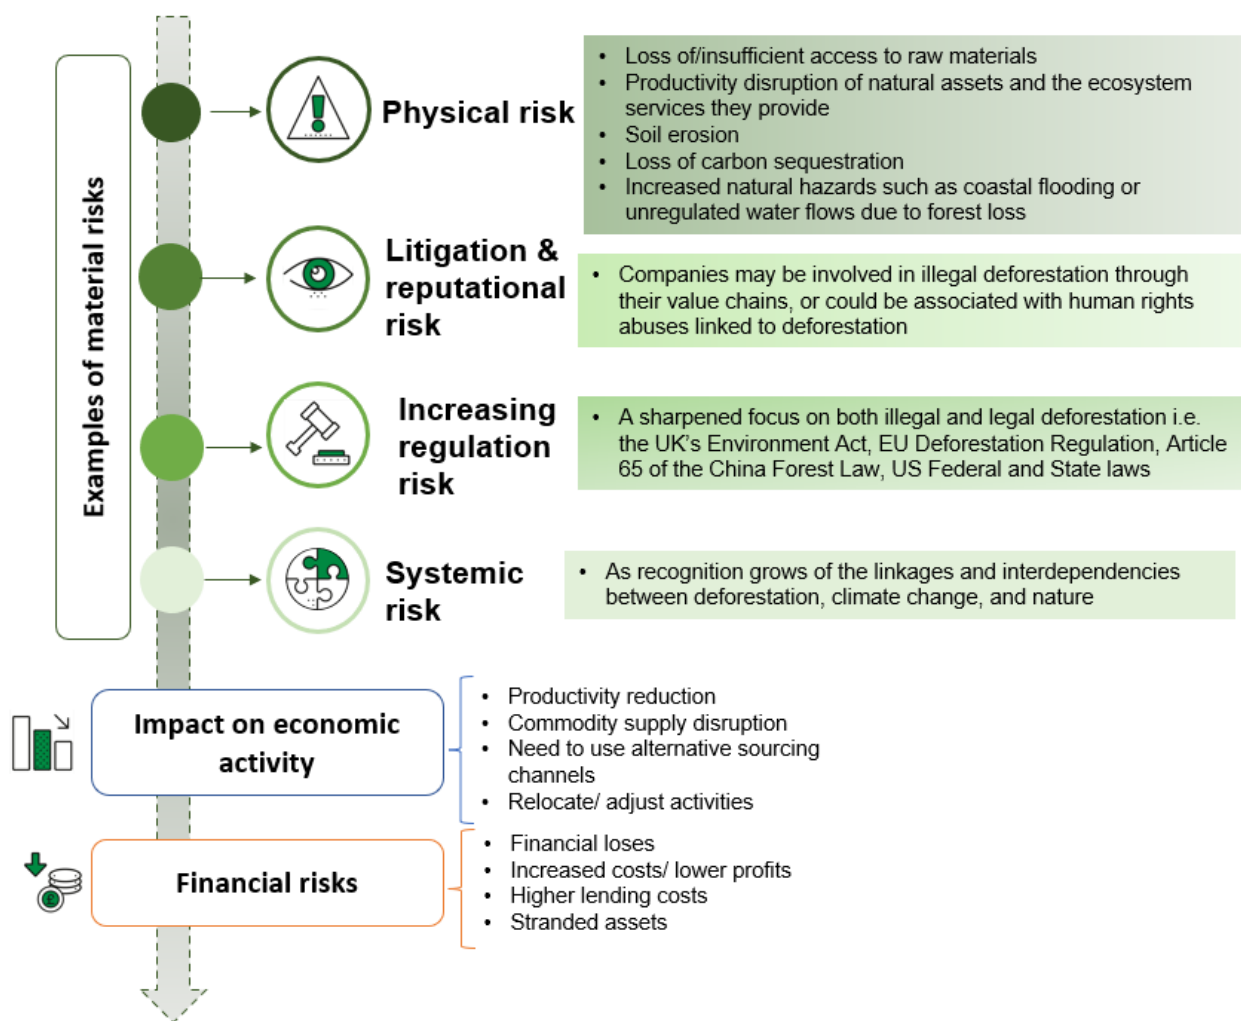 Examples of material risks
Physical risk
• Loss of/insufficient access to raw materials
• Productivity disruption of natural assets and the ecosystem
services they provide
• Soil erosion
• Loss of carbon sequestration
• Increased natural hazards such as coastal flooding or
unregulated water flows due to forest loss
Litigation &
reputational
risk
• Companies may be involved in illegal deforestation through
their value chains, or could be associated with human rights
abuses linked to deforestation
Increasing
regulation
risk
• A sharpened focus on both illegal and legal deforestation i.e.
the UK's Environment Act, EU Deforestation Regulation, Article
65 of the China Forest Law, US Federal and State laws
Systemic
risk
• As recognition grows of the linkages and interdependencies
between deforestation, climate change, and nature
Impact on economic
activity
• Productivity reduction
• Commodity supply disruption
• Need to use alternative sourcing
channels
• Relocate/ adjust activities
£
Financial risks
• Financial loses
• Increased costs/ lower profits
• Higher lending costs
• Stranded assets